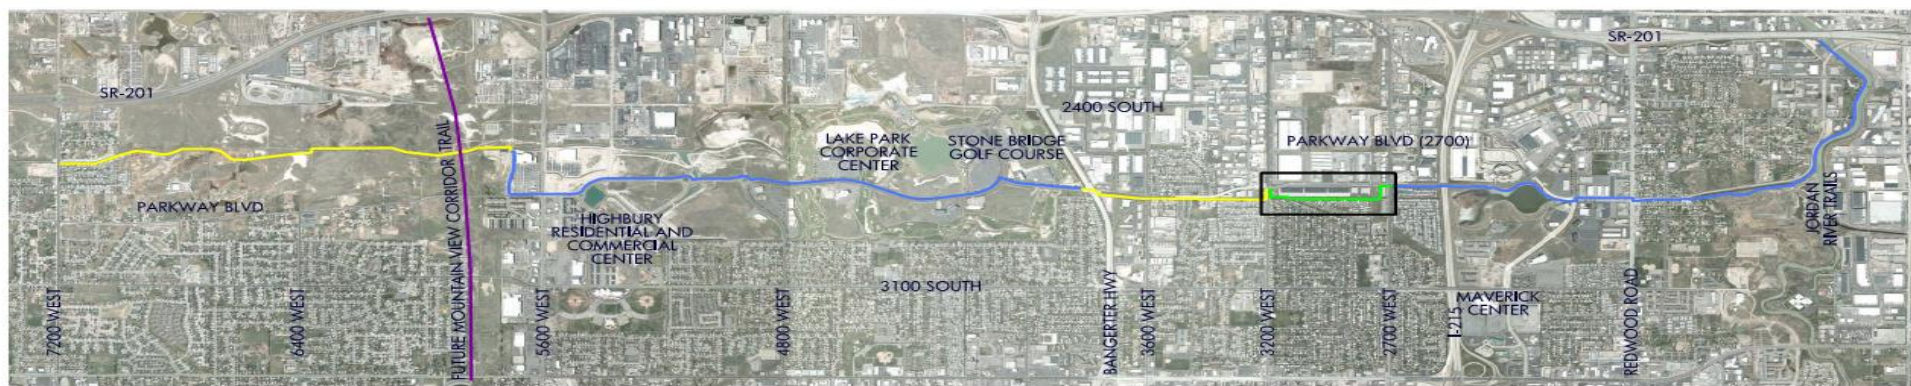 SR-201
SR-201
2400 SOUTH
LAKE PARK
CORPORATE
CENTER
STONE BRIDGE
GOLF COURSE
PARKWAY BLVD (2700)
PARKWAY BLVD
HIGHBURY
RESIDENTIAL AND
COMMERCIAL
CENTER
3100 SOUTH
MAVERICK
CENTER
JORDAN
RIVER TRAILS
7200 WEST
6400 WEST
FUTURE MOUNTAIN VIEW CORRIDOR TRAIL
5600 WEST
4800 WEST
BANGERTER HWY
3600 WEST
3200 WEST
2700 WEST
I-215
REDWOOD ROAD